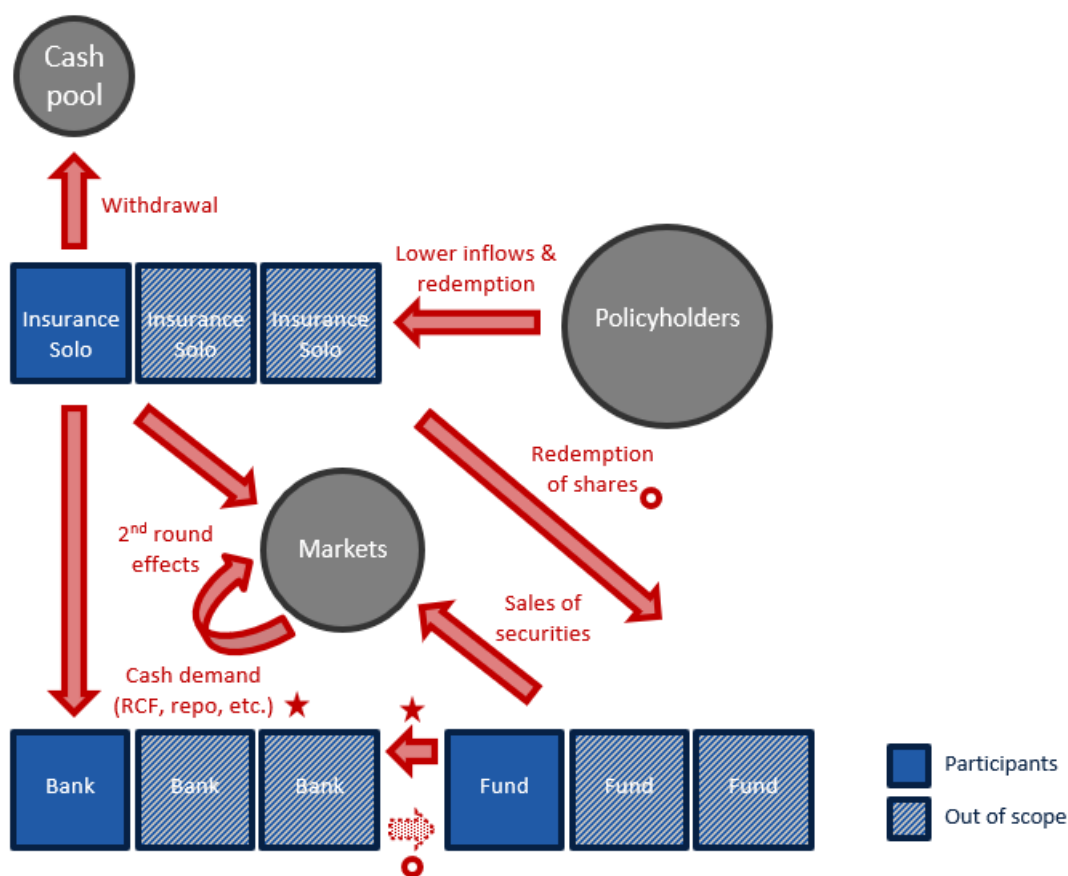 Cash
pool
Withdrawal
Lower inflows &
redemption
Policyholders
Insurance
Solo
Insurance
Solo
Insurance
Solo
Redemption
of shares
2nd round
effects
Markets
Sales of
securities
Cash demand
(RCF, repo, etc.)
Bank
Bank
Bank
Fund
Fund
Fund
Participants
Out of scope